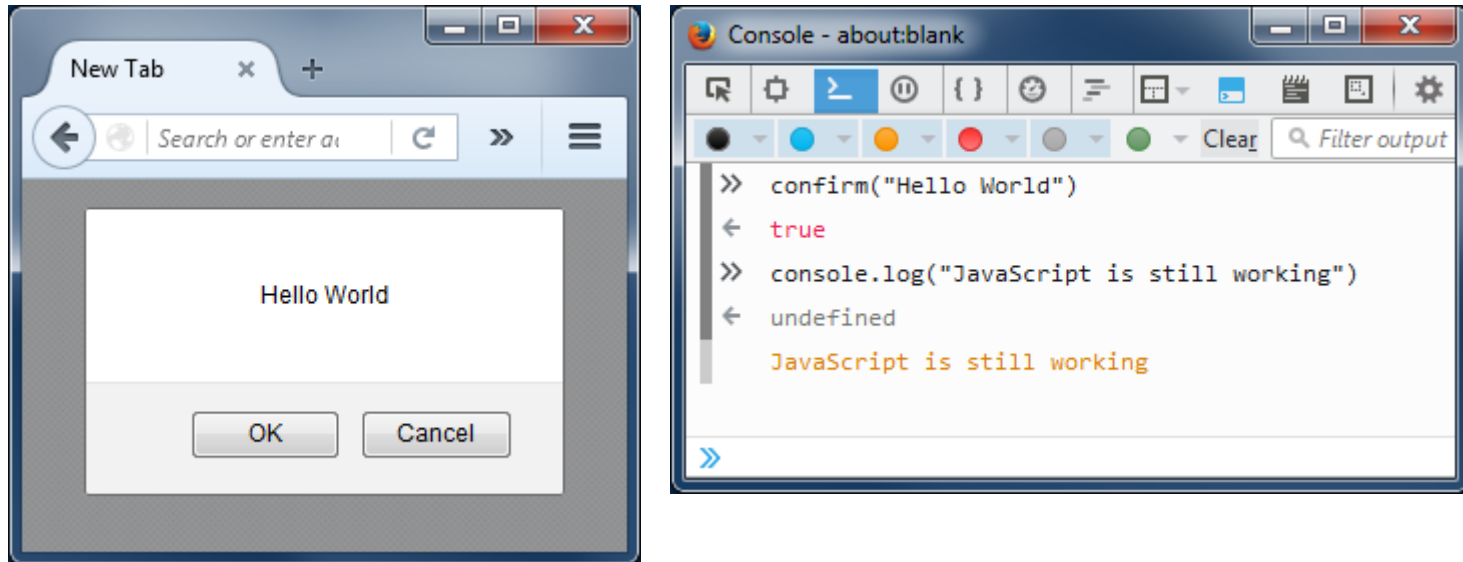 New Tab
Search or enter a
Hello World
OK
Cancel
Console - about:blank
Clear
Filter output
confirm("Hello World")
true
console.log("JavaScript is still working")
undefined
JavaScript is still working